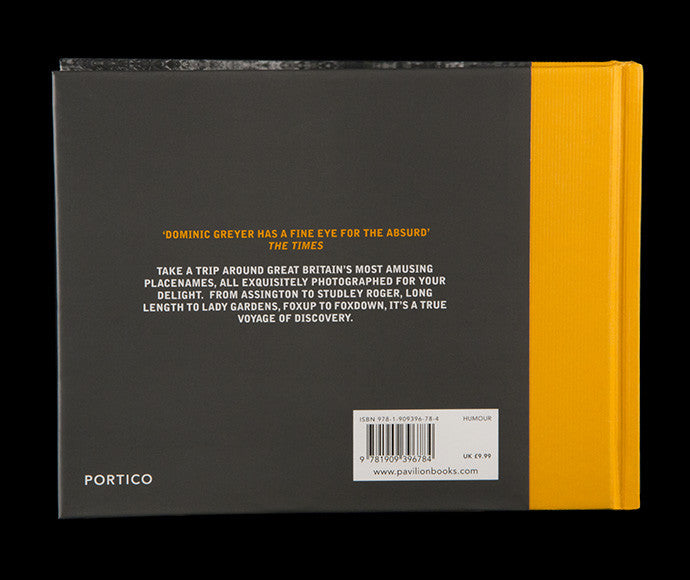 ‘DOMINIC GREYER HAS A FINE EYE FOR THE ABSURD’
THE TIMES
TAKE A TRIP AROUND GREAT BRITAIN’S MOST AMUSING
PLACENAMES, ALL EXQUISITELY PHOTOGRAPHED FOR YOUR
DELIGHT. FROM ASSINGTON TO STUDLEY ROGER, LONG
LENGTH TO LADY GARDENS, FOXUP TO FOXDOWN, IT’S A TRUE
VOYAGE OF DISCOVERY.
ISBN 978-1-909396-78-4 HUMOUR
9 781909 396784 UK £9.99
www.pavilionbooks.com
PORTICO